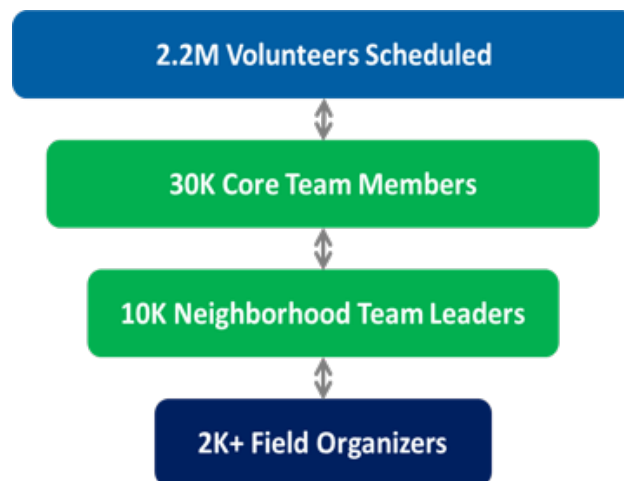 2.2M Volunteers Scheduled
30K Core Team Members
10K Neighborhood Team Leaders
2K+ Field Organizers